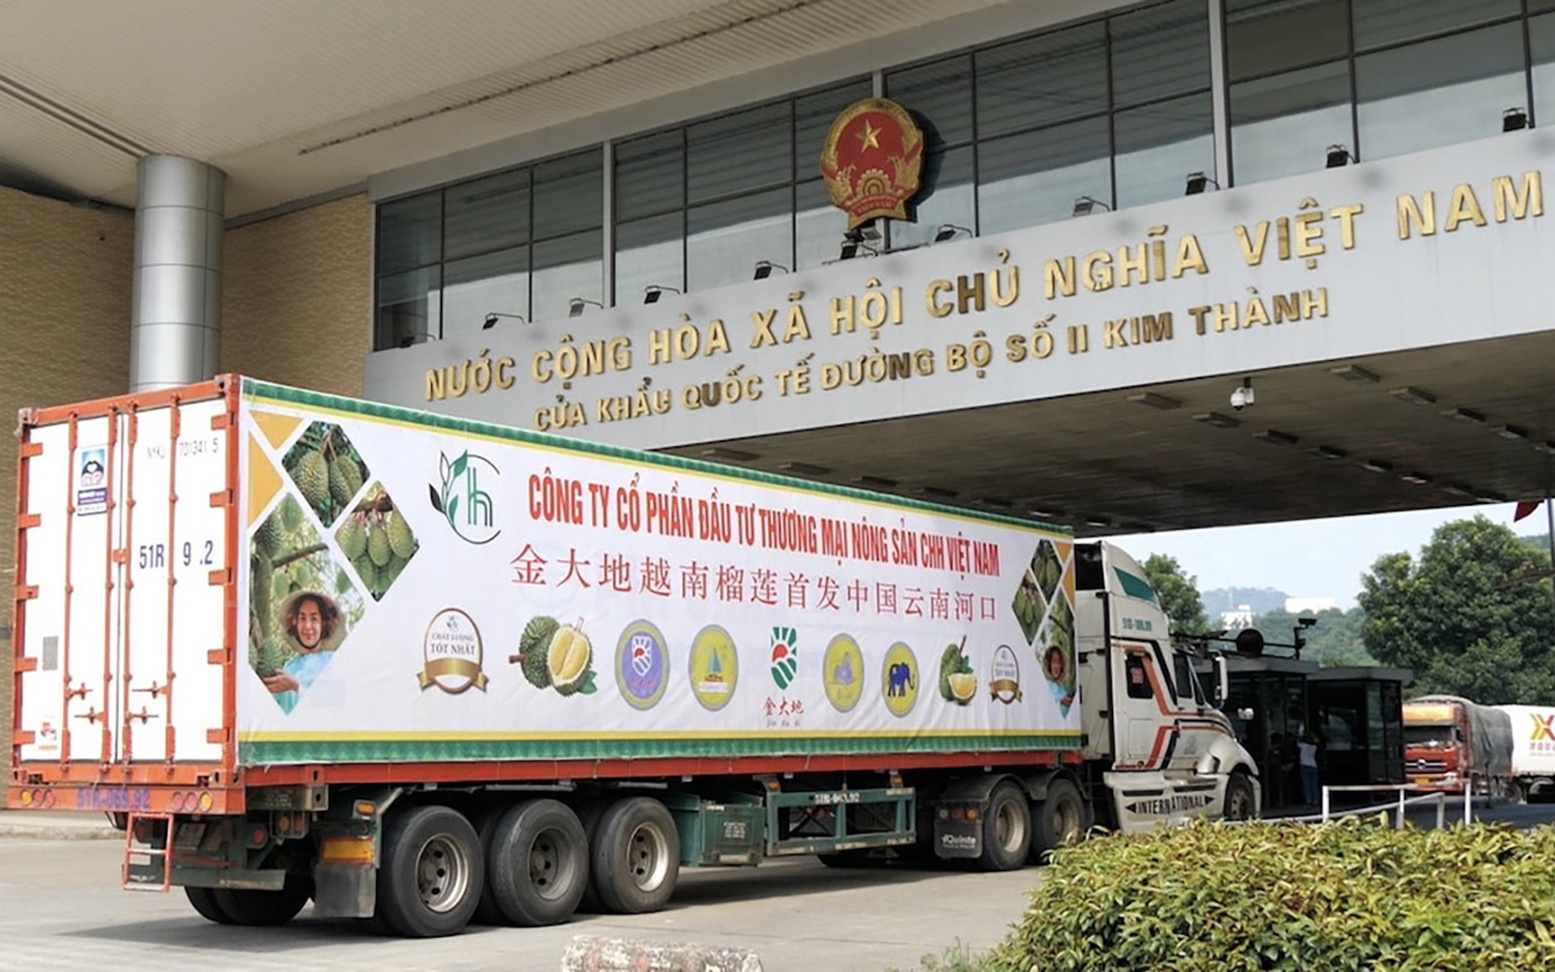 NƯỚC CỘNG HÒA XÃ HỘI CHỦ NGHĨA VIỆT NAM
CỬA KHẨU QUỐC TẾ ĐƯỜNG BỘ SỐ II KIM THÀNH
CÔNG TY CỔ PHẦN ĐẦU TƯ THƯƠNG MẠI NÔNG SẢN CHH VIỆT NAM
金大地越南榴莲首发中国云南河口
CHẤT LƯỢNG
TỐT NHẤT
金大地
51R 9.2
INTERNATIONAL